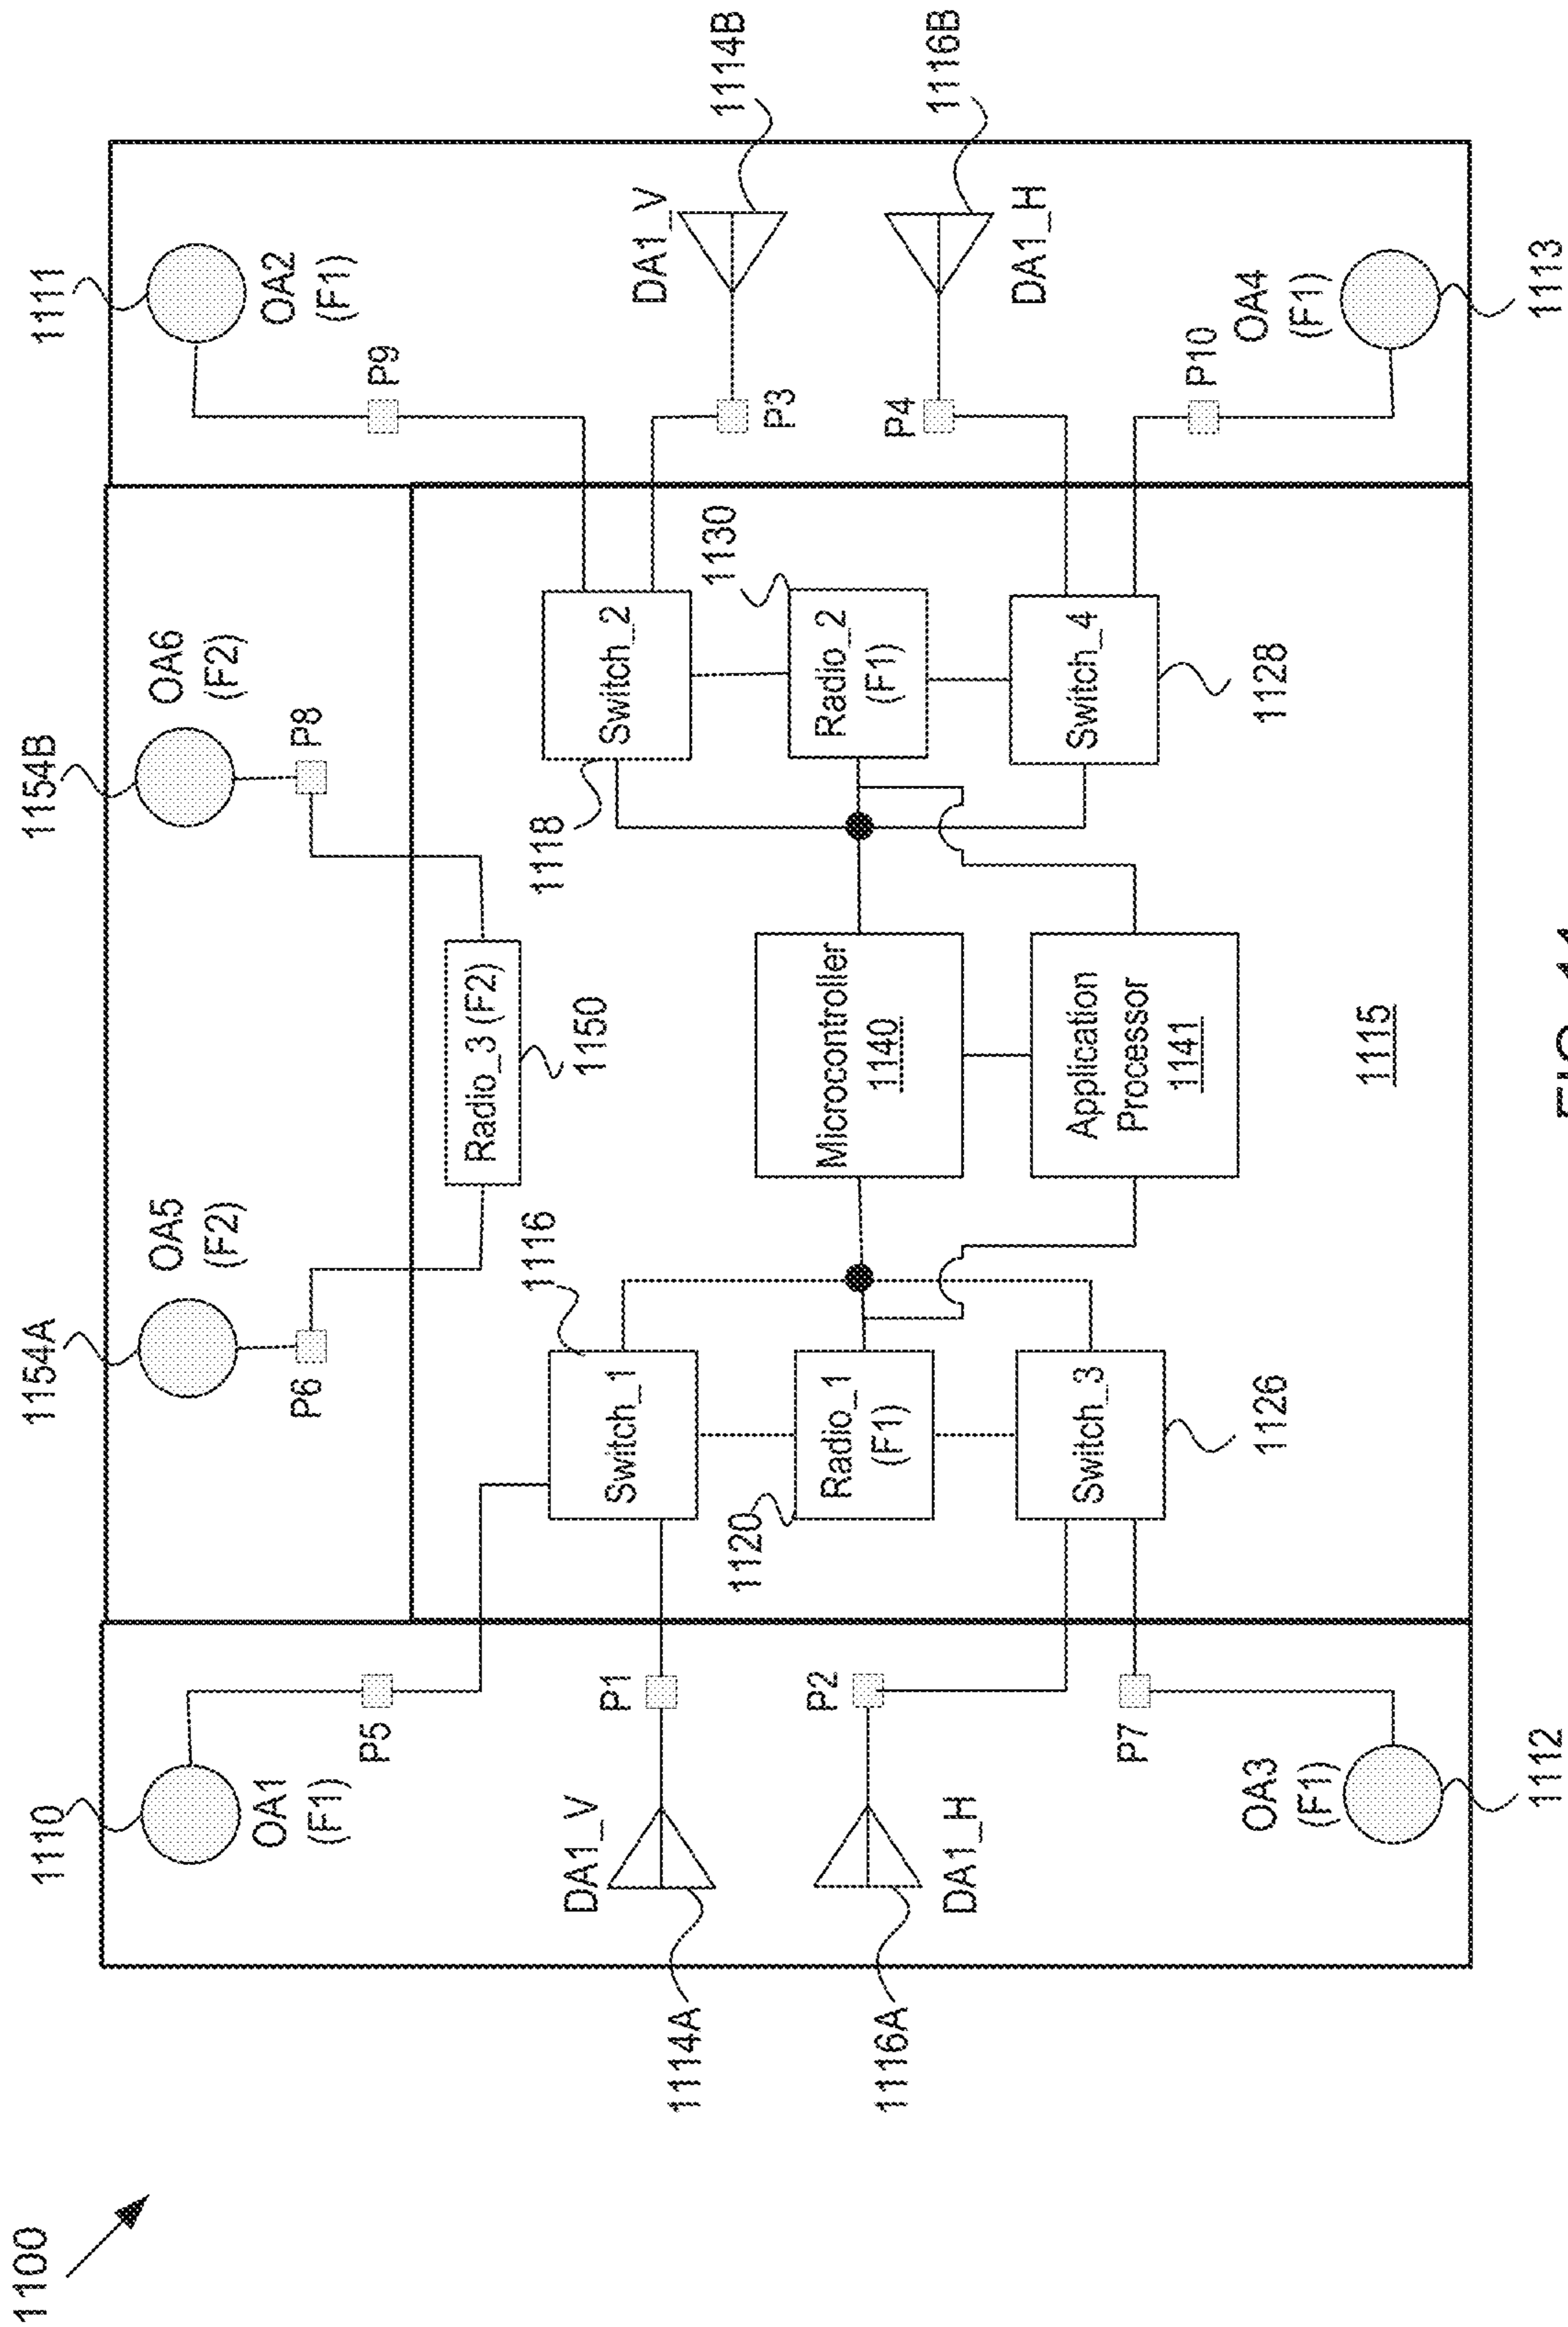 1100
1110
1154A
1154B
1111
OA1
(F1)
OA5
(F2)
OA6
(F2)
OA2
(F1)
P5
P6
P8
P9
Radio_3 (F2)
1150
1116
1118
DA1_V
P1
Switch_1
Switch_2
DA1_V
1114B
1114A
1120
1130
P3
P2
Radio_1
(F1)
Microcontroller
1140
Radio_2
(F1)
P4
1116B
1116A
DA1_H
DA1_H
P7
Switch_3
Application
Processor
1141
Switch_4
P10
OA3
(F1)
1126
1128
OA4
(F1)
1115
1112
1113